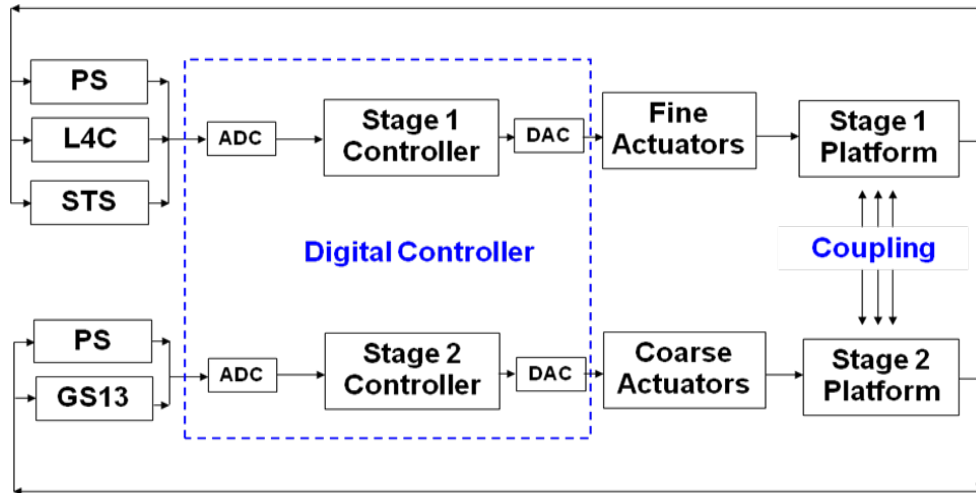 PS
L4C
STS
ADC
Stage 1
Controller
DAC
Fine
Actuators
Stage 1
Platform
Digital Controller
Coupling
PS
GS13
ADC
Stage 2
Controller
DAC
Coarse
Actuators
Stage 2
Platform